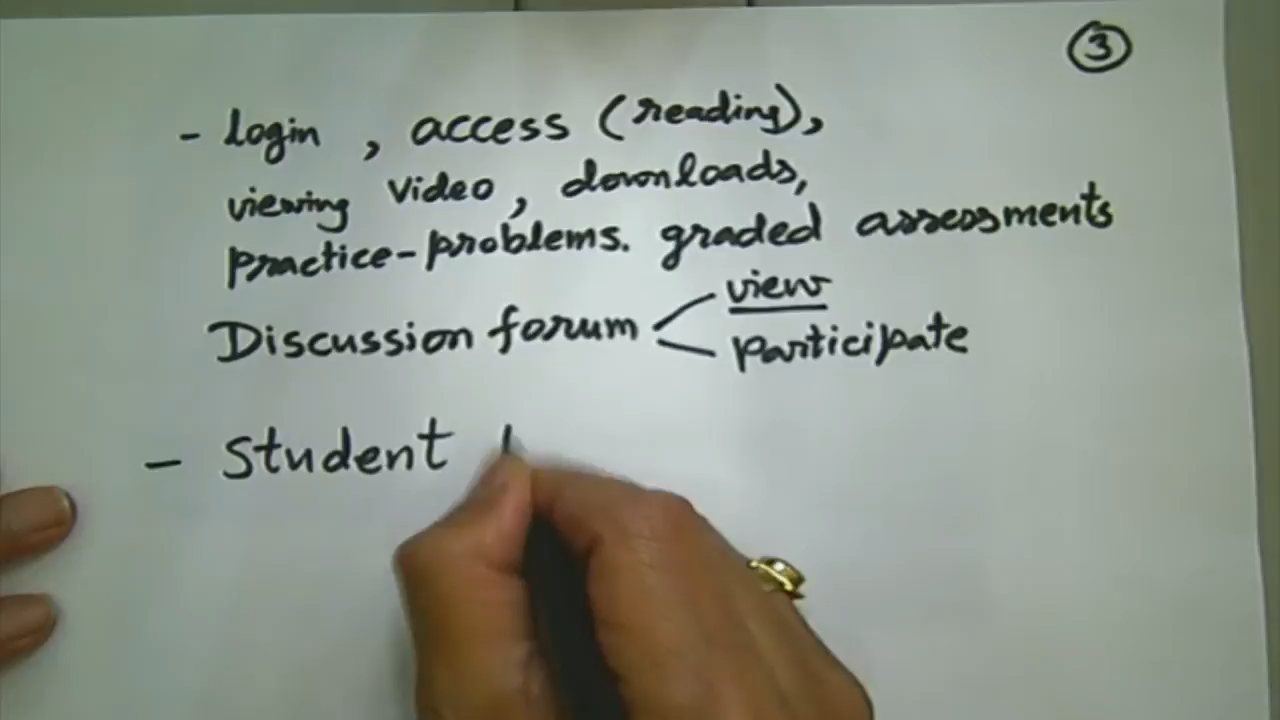 3
- login , access (reading),
viewing video , downloads,
practice-problems. graded assessments
Discussion forum
view
participate
- Student